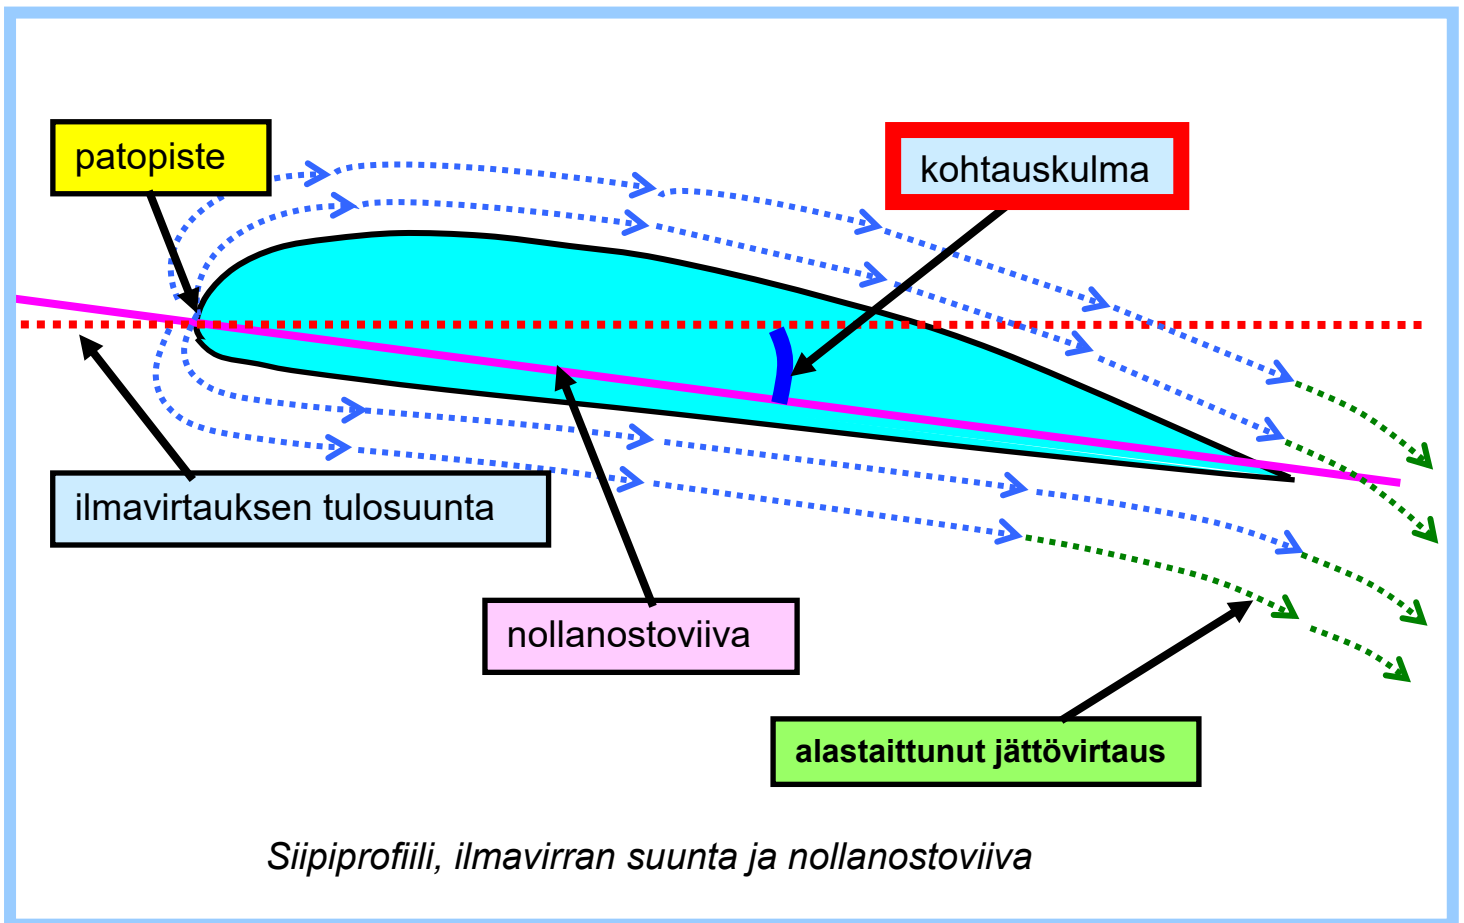 patopiste
kohtauskulma
ilmavirtauksen tulosuunta
nollanostoviiva
alastaittunut jättövirtaus
Siipiprofiili, ilmavirran suunta ja nollanostoviiva